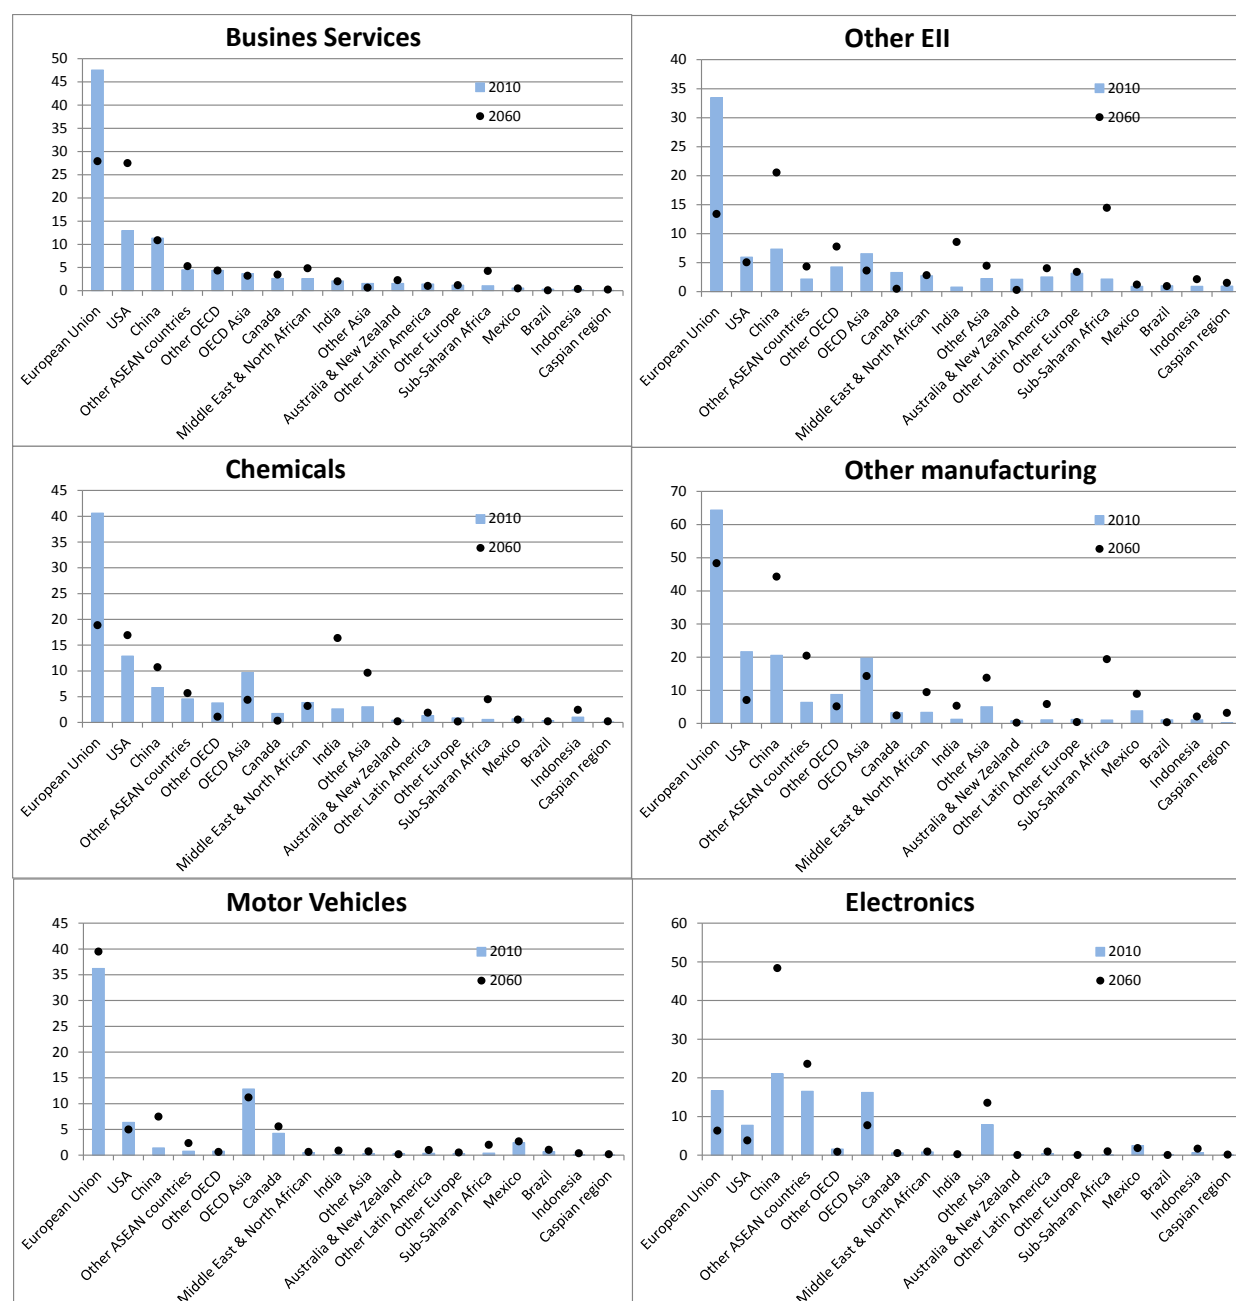 Busines Services
50
45
40
35
30
25
20
15
10
5
0
2010
2060
European Union
USA
China
Other ASEAN countries
Other OECD
OECD Asia
Canada
Middle East & North African
India
Other Asia
Australia & New Zealand
Other Latin America
Other Europe
Sub-Saharan Africa
Mexico
Brazil
Indonesia
Caspian region
Other EII
40
35
30
25
20
15
10
5
0
2010
2060
European Union
USA
China
Other ASEAN countries
Other OECD
OECD Asia
Canada
Middle East & North African
India
Other Asia
Australia & New Zealand
Other Latin America
Other Europe
Sub-Saharan Africa
Mexico
Brazil
Indonesia
Caspian region
Chemicals
45
40
35
30
25
20
15
10
5
0
2010
2060
European Union
USA
China
Other ASEAN countries
Other OECD
OECD Asia
Canada
Middle East & North African
India
Other Asia
Australia & New Zealand
Other Latin America
Other Europe
Sub-Saharan Africa
Mexico
Brazil
Indonesia
Caspian region
Other manufacturing
70
60
50
40
30
20
10
0
2010
2060
European Union
USA
China
Other ASEAN countries
Other OECD
OECD Asia
Canada
Middle East & North African
India
Other Asia
Australia & New Zealand
Other Latin America
Other Europe
Sub-Saharan Africa
Mexico
Brazil
Indonesia
Caspian region
Motor Vehicles
45
40
35
30
25
20
15
10
5
0
2010
2060
European Union
USA
China
Other ASEAN countries
Other OECD
OECD Asia
Canada
Middle East & North African
India
Other Asia
Australia & New Zealand
Other Latin America
Other Europe
Sub-Saharan Africa
Mexico
Brazil
Indonesia
Caspian region
Electronics
60
50
40
30
20
10
0
2010
2060
European Union
USA
China
Other ASEAN countries
Other OECD
OECD Asia
Canada
Middle East & North African
India
Other Asia
Australia & New Zealand
Other Latin America
Other Europe
Sub-Saharan Africa
Mexico
Brazil
Indonesia
Caspian region